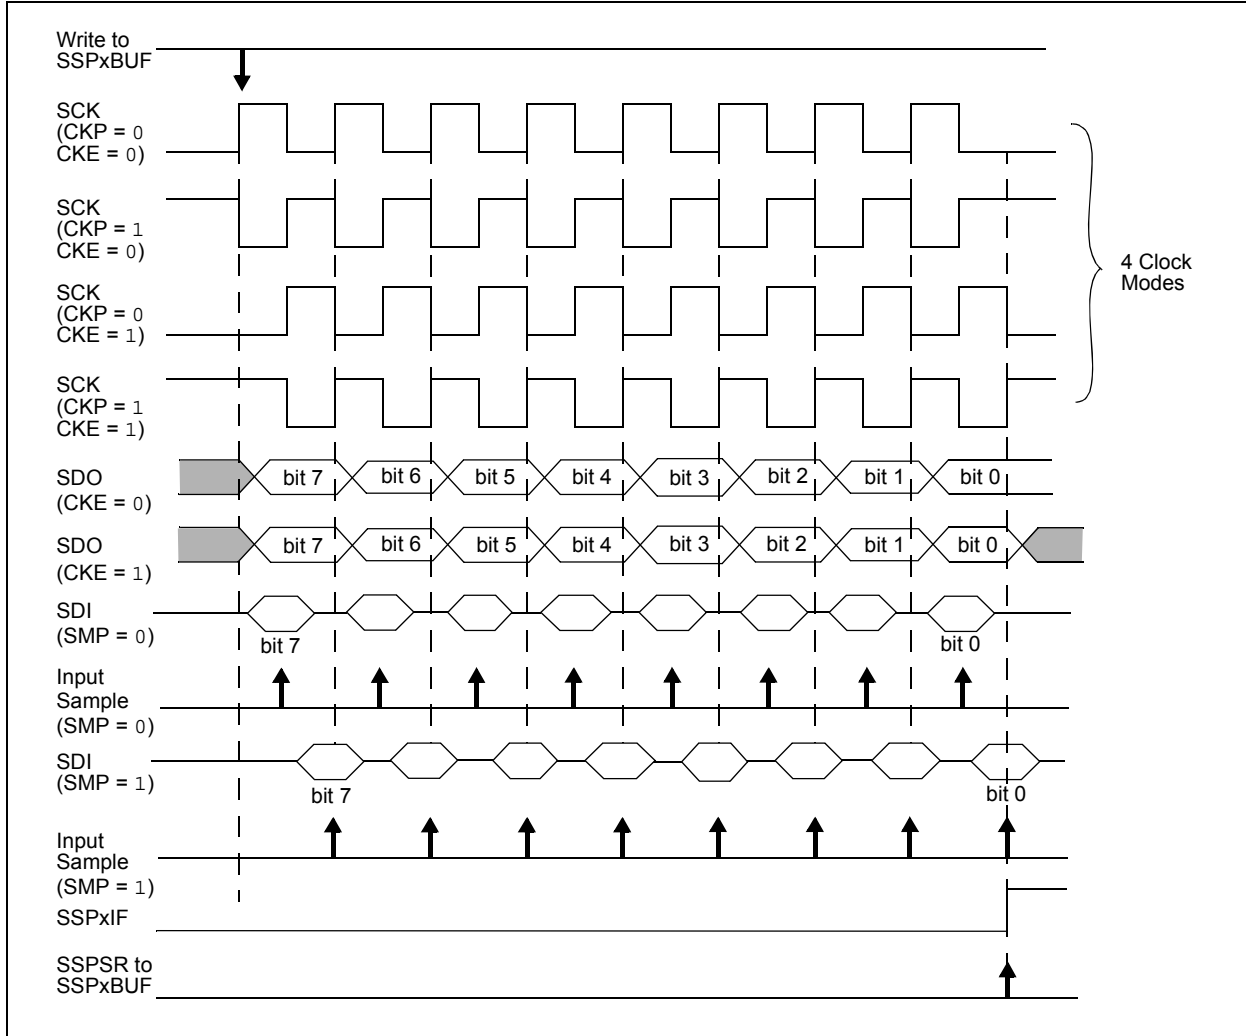 Write to
SSPxBUF
SCK
(CKP = 0
CKE = 0)
SCK
(CKP = 1
CKE = 0)
SCK
(CKP = 0
CKE = 1)
SCK
(CKP = 1
CKE = 1)
4 Clock
Modes
SDO
(CKE = 0)
bit 7 bit 6 bit 5 bit 4 bit 3 bit 2 bit 1 bit 0
SDO
(CKE = 1)
bit 7 bit 6 bit 5 bit 4 bit 3 bit 2 bit 1 bit 0
SDI
(SMP = 0)
bit 7 bit 0
Input
Sample
(SMP = 0)
SDI
(SMP = 1)
bit 7 bit 0
Input
Sample
(SMP = 1)
SSPxIF
SSPSR to
SSPxBUF